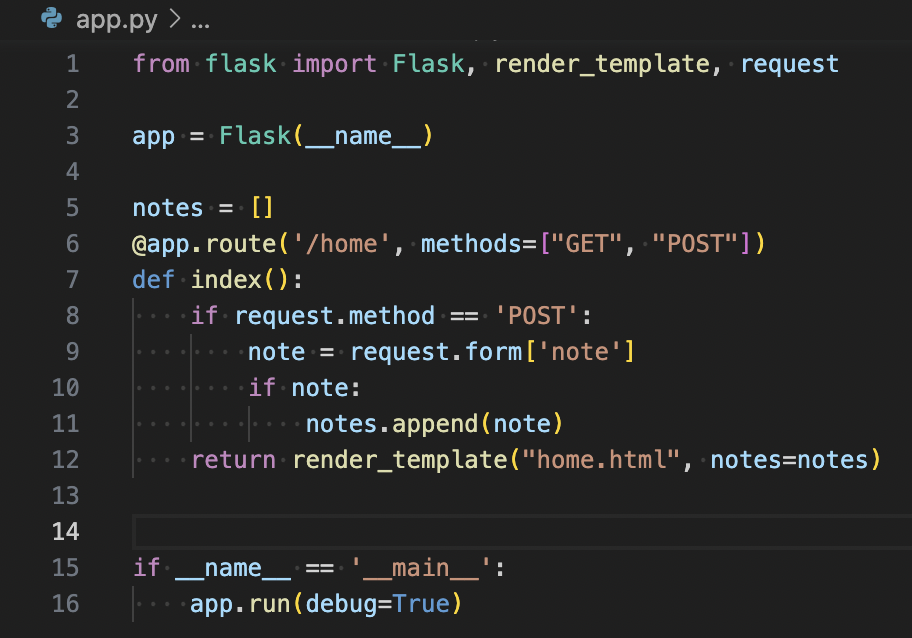 app.py > ...
1 from flask import Flask, render_template, request
2
3 app = Flask(__name__)
4
5 notes = []
6 @app.route('/home', methods=["GET", "POST"])
7 def index():
8     if request.method == 'POST':
9         note = request.form['note']
10         if note:
11             notes.append(note)
12     return render_template("home.html", notes=notes)
13
14
15 if __name__ == '__main__':
16     app.run(debug=True)